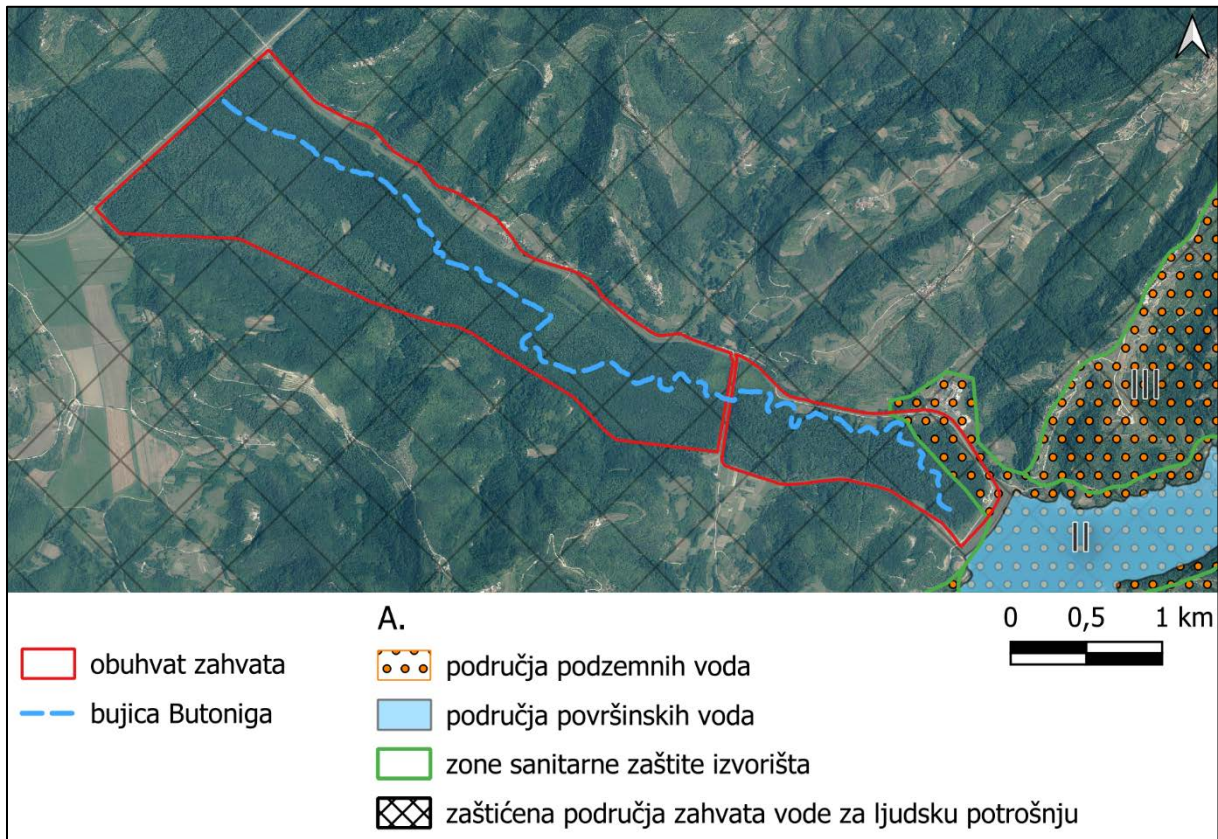 III
II
A.
0 0,5 1 km
obuhvat zahvata
područja podzemnih voda
bujica Butoniga
područja površinskih voda
zone sanitarne zaštite izvorišta
zaštićena područja zahvata vode za ljudsku potrošnju